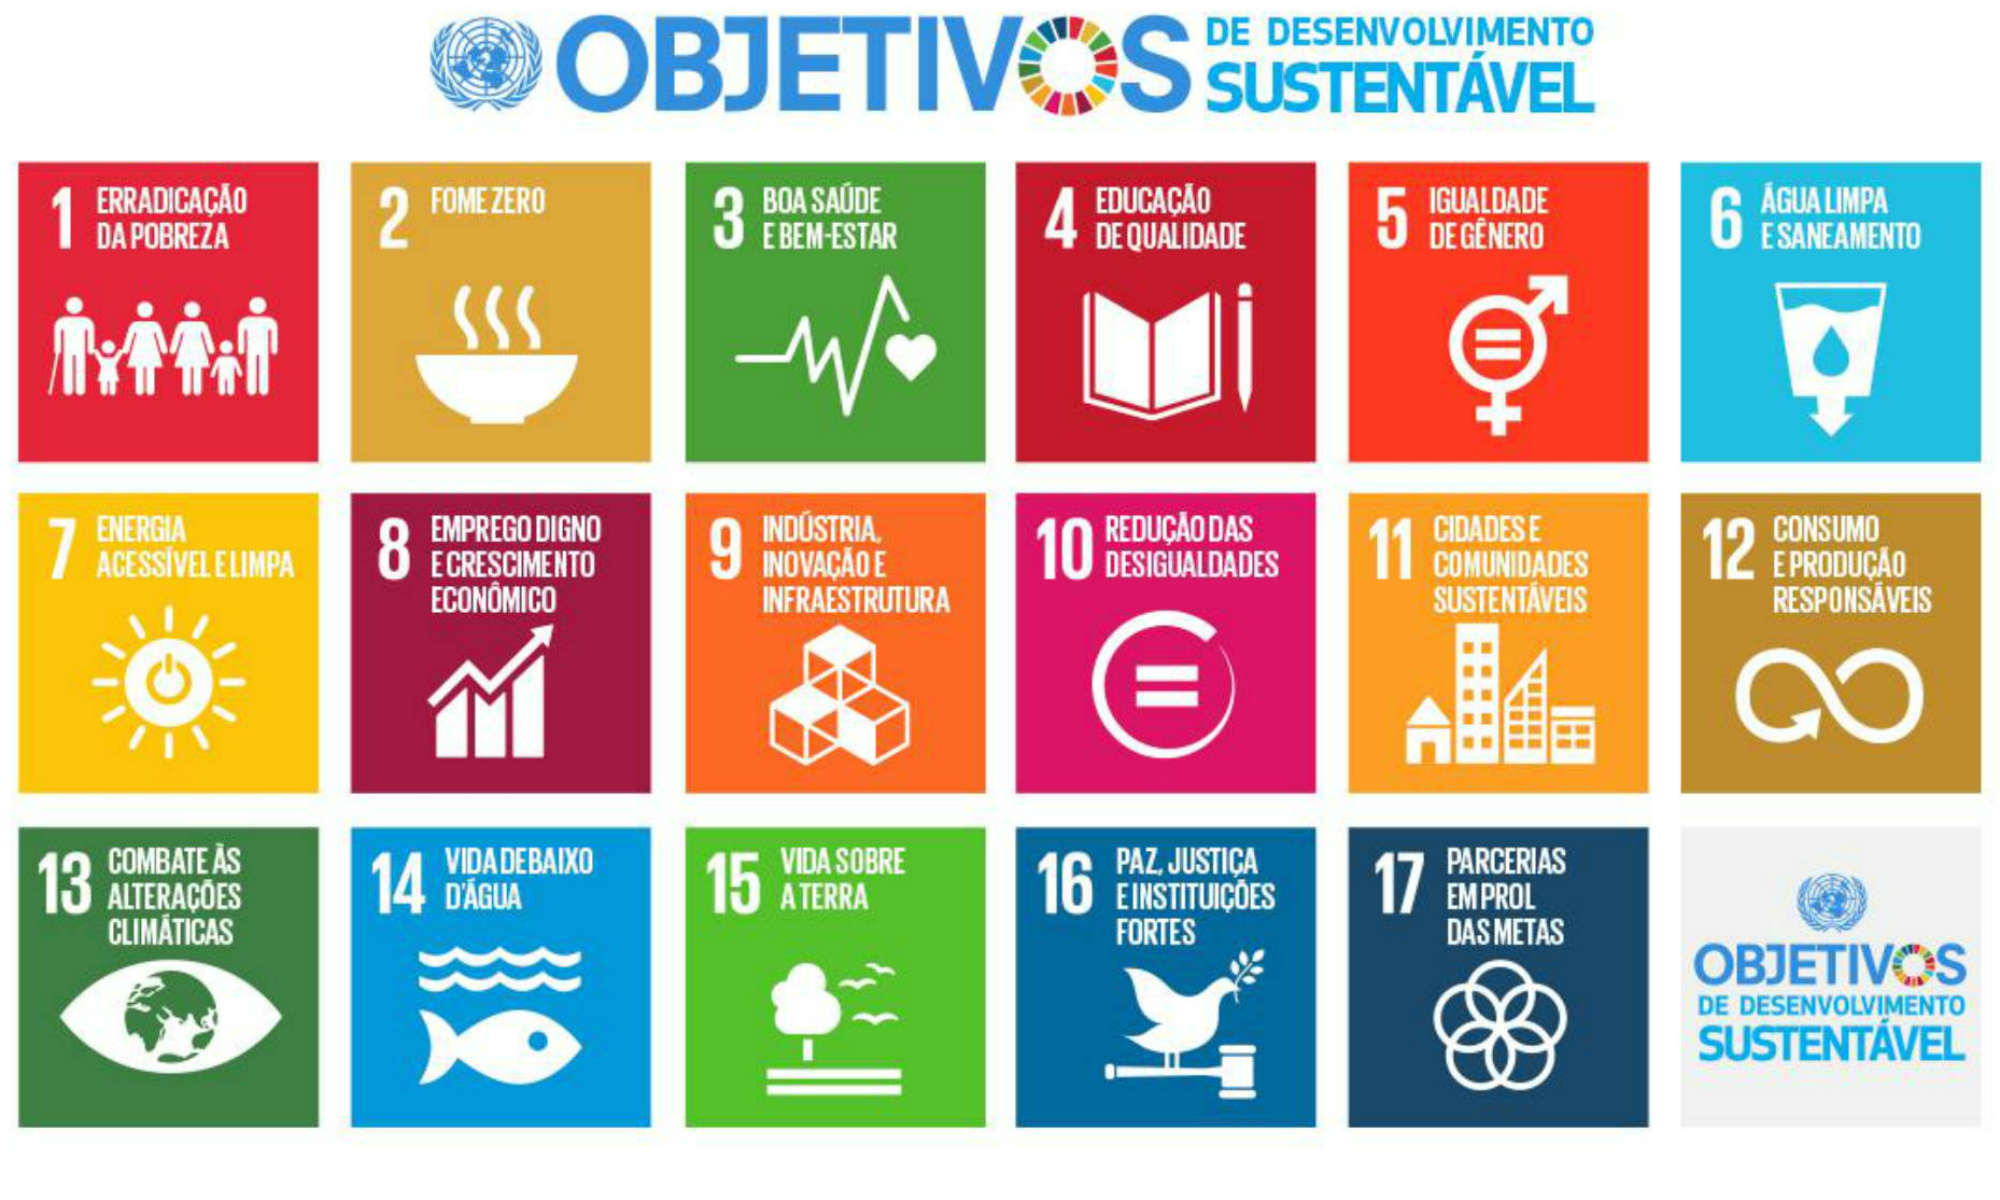 OBJETIVOS
DE DESENVOLVIMENTO
SUSTENTÁVEL
1 ERRADICAÇÃO
DA POBREZA
2 FOME ZERO
3 BOA SAÚDE
E BEM-ESTAR
4 EDUCAÇÃO
DE QUALIDADE
5 IGUALDADE
DE GÊNERO
6 ÁGUA LIMPA
E SANEAMENTO
7 ENERGIA
ACESSÍVEL E LIMPA
8 EMPREGO DIGNO
E CRESCIMENTO
ECONÔMICO
9 INDÚSTRIA,
INOVAÇÃO E
INFRAESTRUTURA
10 REDUÇÃO DAS
DESIGUALDADES
11 CIDADES E
COMUNIDADES
SUSTENTÁVEIS
12 CONSUMO
E PRODUÇÃO
RESPONSÁVEIS
13 COMBATE ÀS
ALTERAÇÕES
CLIMÁTICAS
14 VIDA DEBAIXO
D'ÁGUA
15 VIDA SOBRE
A TERRA
16 PAZ, JUSTIÇA
E INSTITUIÇÕES
FORTES
17 PARCERIAS
EM PROL
DAS METAS
OBJETIVOS
DE DESENVOLVIMENTO
SUSTENTÁVEL